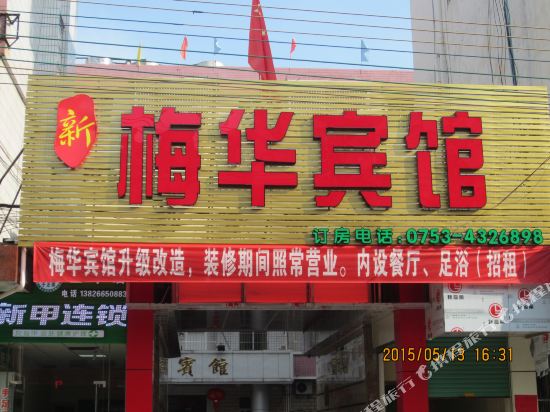 新
梅华宾馆
订房电话:0753-4326898
梅华宾馆升级改造，装修期间照常营业。内设餐厅、足浴（招租）
电话 13826650883
新甲连锁
賓館
2015/05/13 16:31
携程旅行